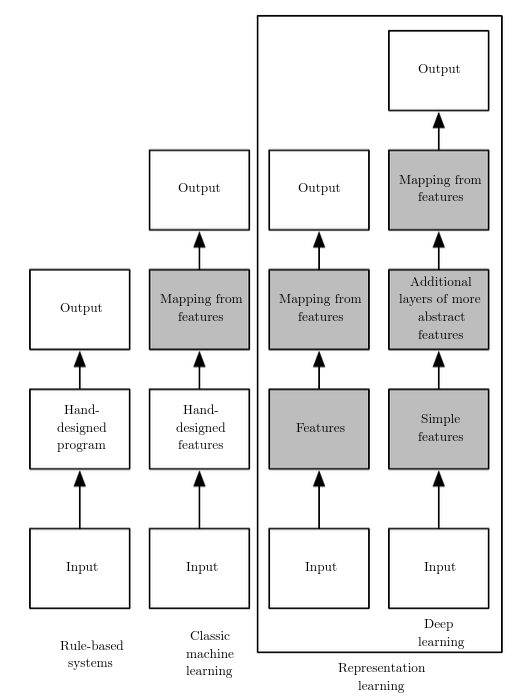 Output
Output
Output
Mapping from
features
Output
Mapping from
features
Mapping from
features
Additional
layers of more
abstract
features
Hand-
designed
program
Hand-
designed
features
Features
Simple
features
Input
Input
Input
Input
Rule-based
systems
Classic
machine
learning
Deep
learning
Representation
learning